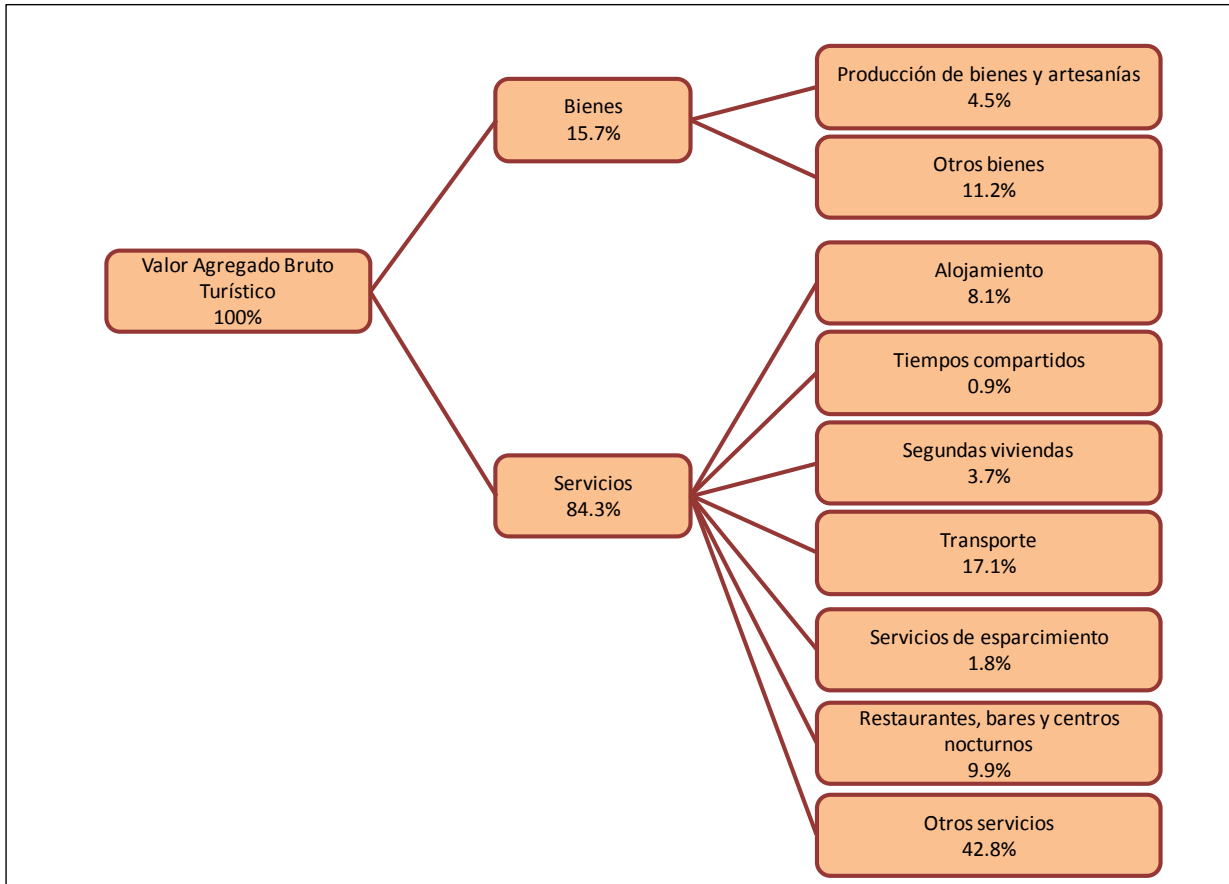 Valor Agregado Bruto
Turístico
100%
Bienes
15.7%
Producción de bienes y artesanías
4.5%
Otros bienes
11.2%
Servicios
84.3%
Alojamiento
8.1%
Tiempos compartidos
0.9%
Segundas viviendas
3.7%
Transporte
17.1%
Servicios de esparcimiento
1.8%
Restaurantes, bares y centros
nocturnos
9.9%
Otros servicios
42.8%